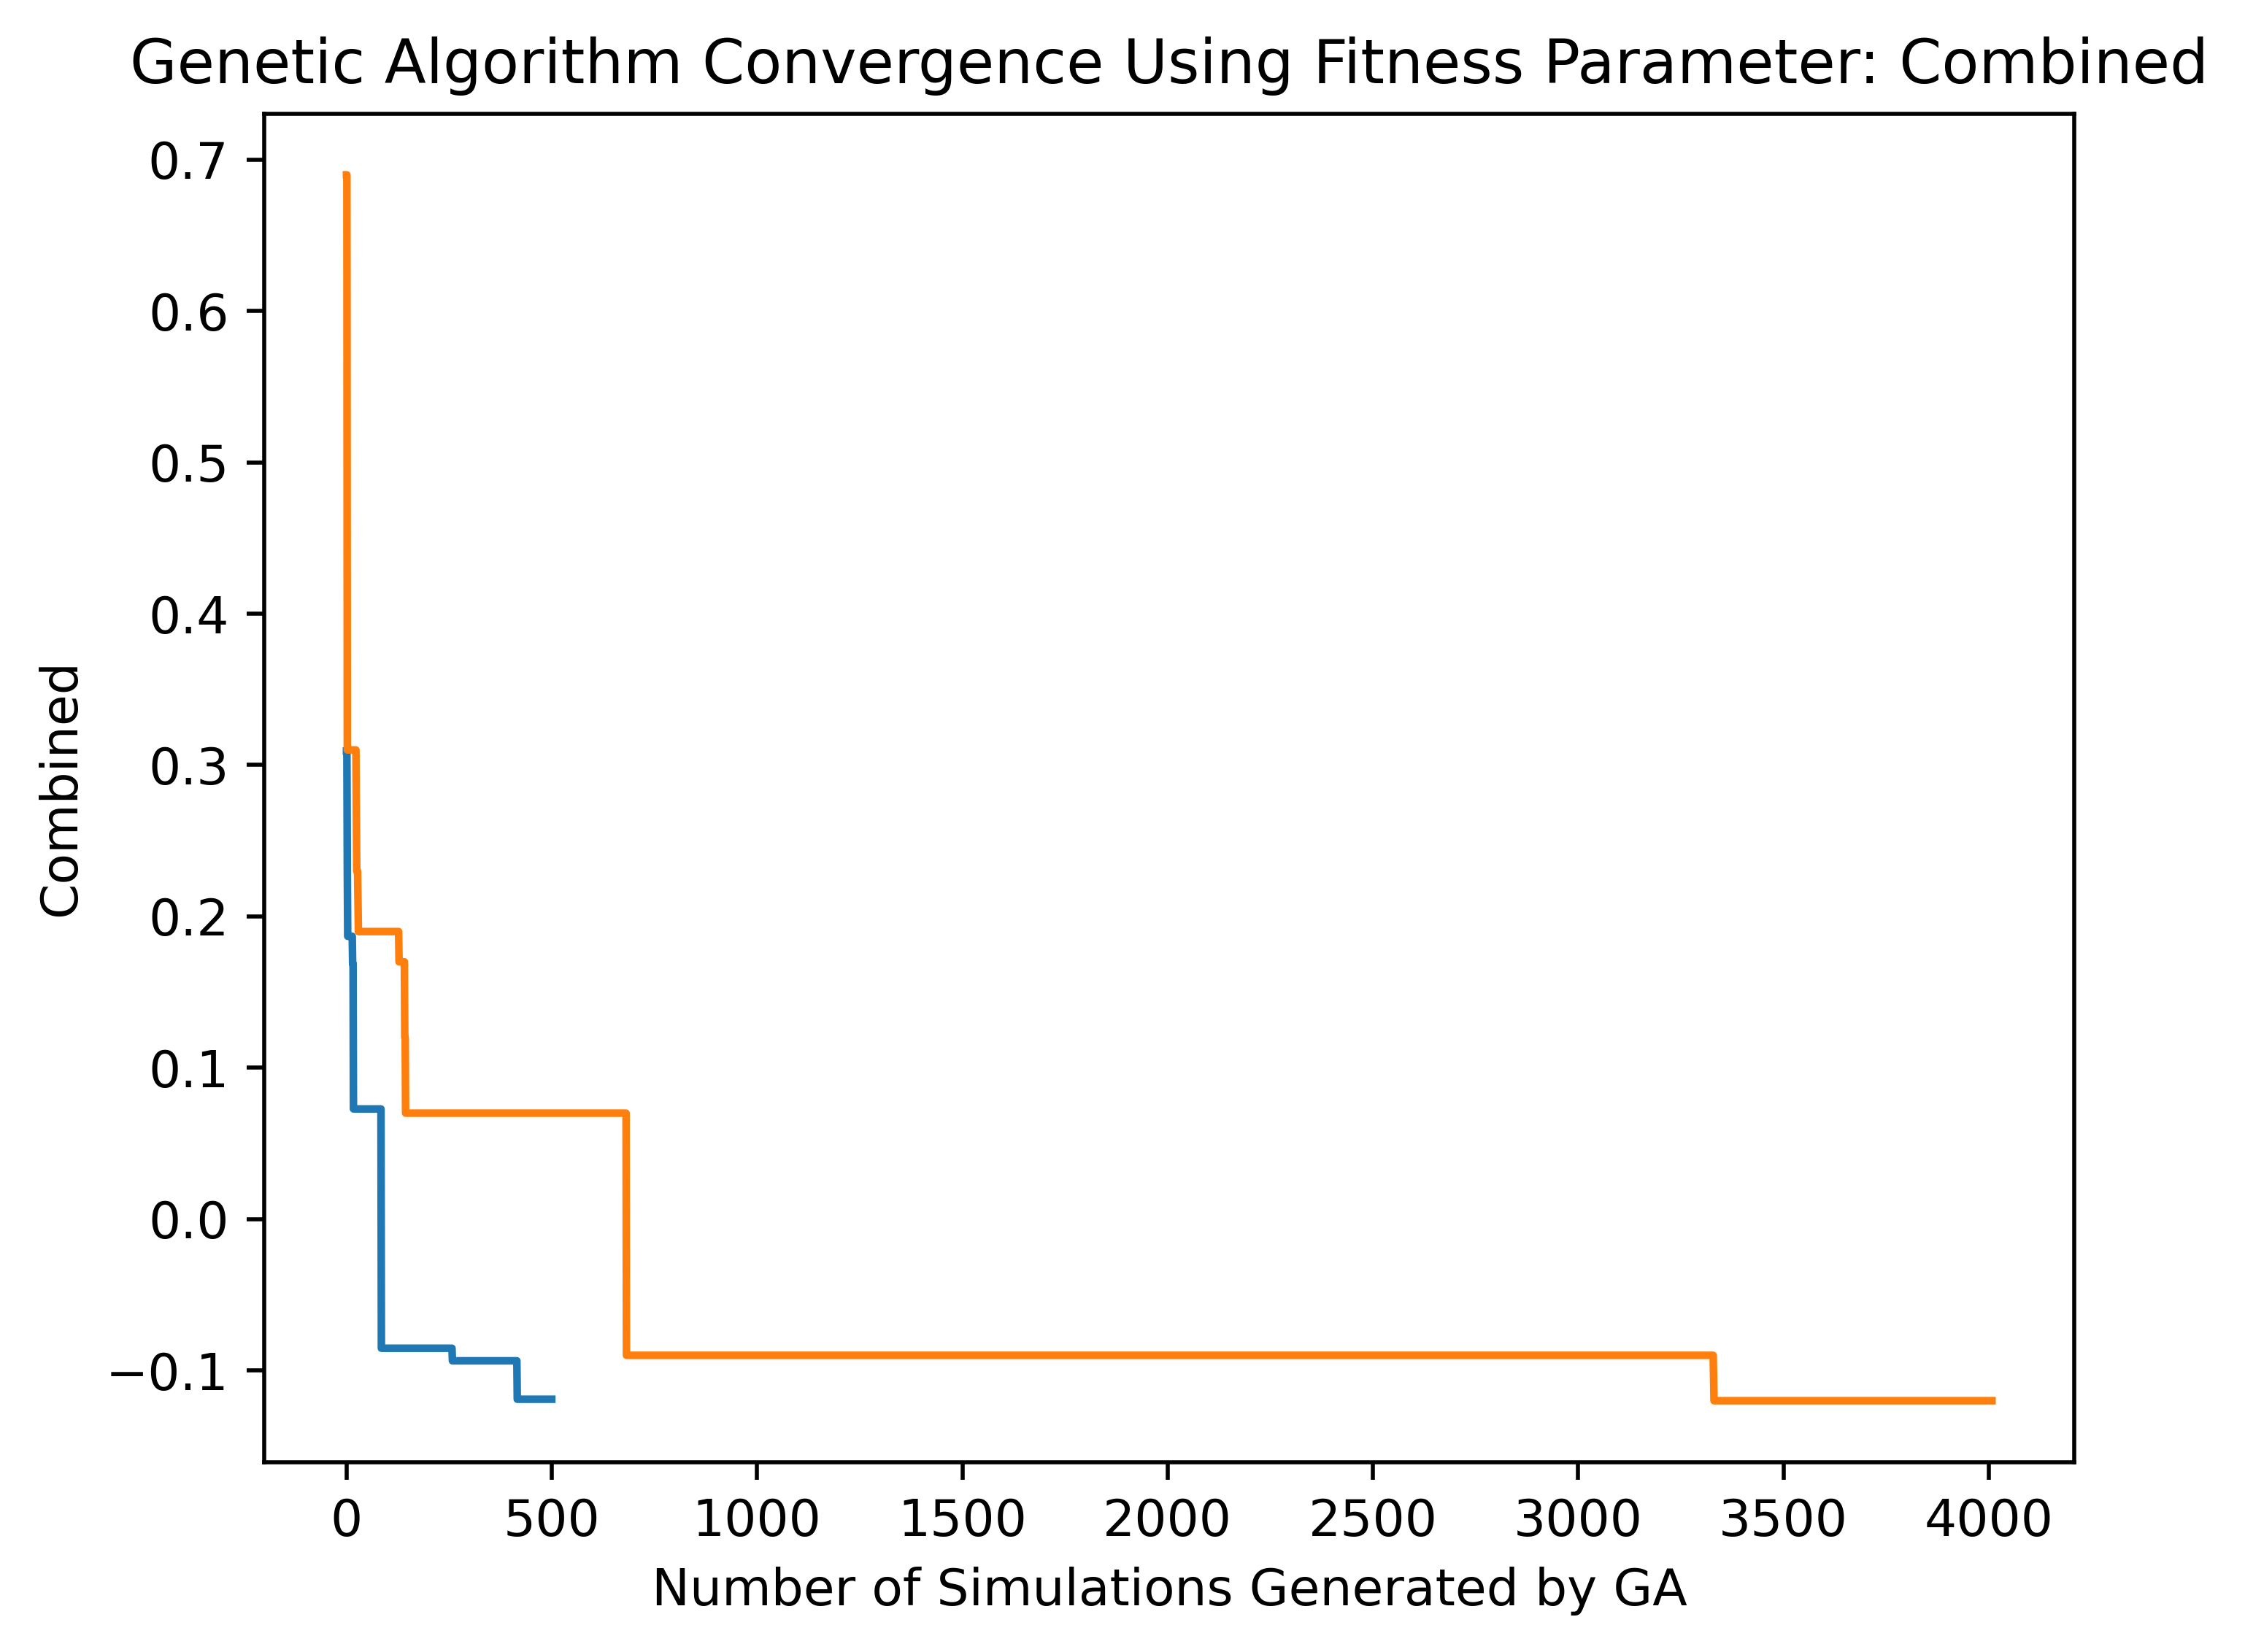 Genetic Algorithm Convergence Using Fitness Parameter: Combined
0.7
0.6
0.5
0.4
0.3
0.2
0.1
0.0
−0.1
Combined
0 500 1000 1500 2000 2500 3000 3500 4000
Number of Simulations Generated by GA